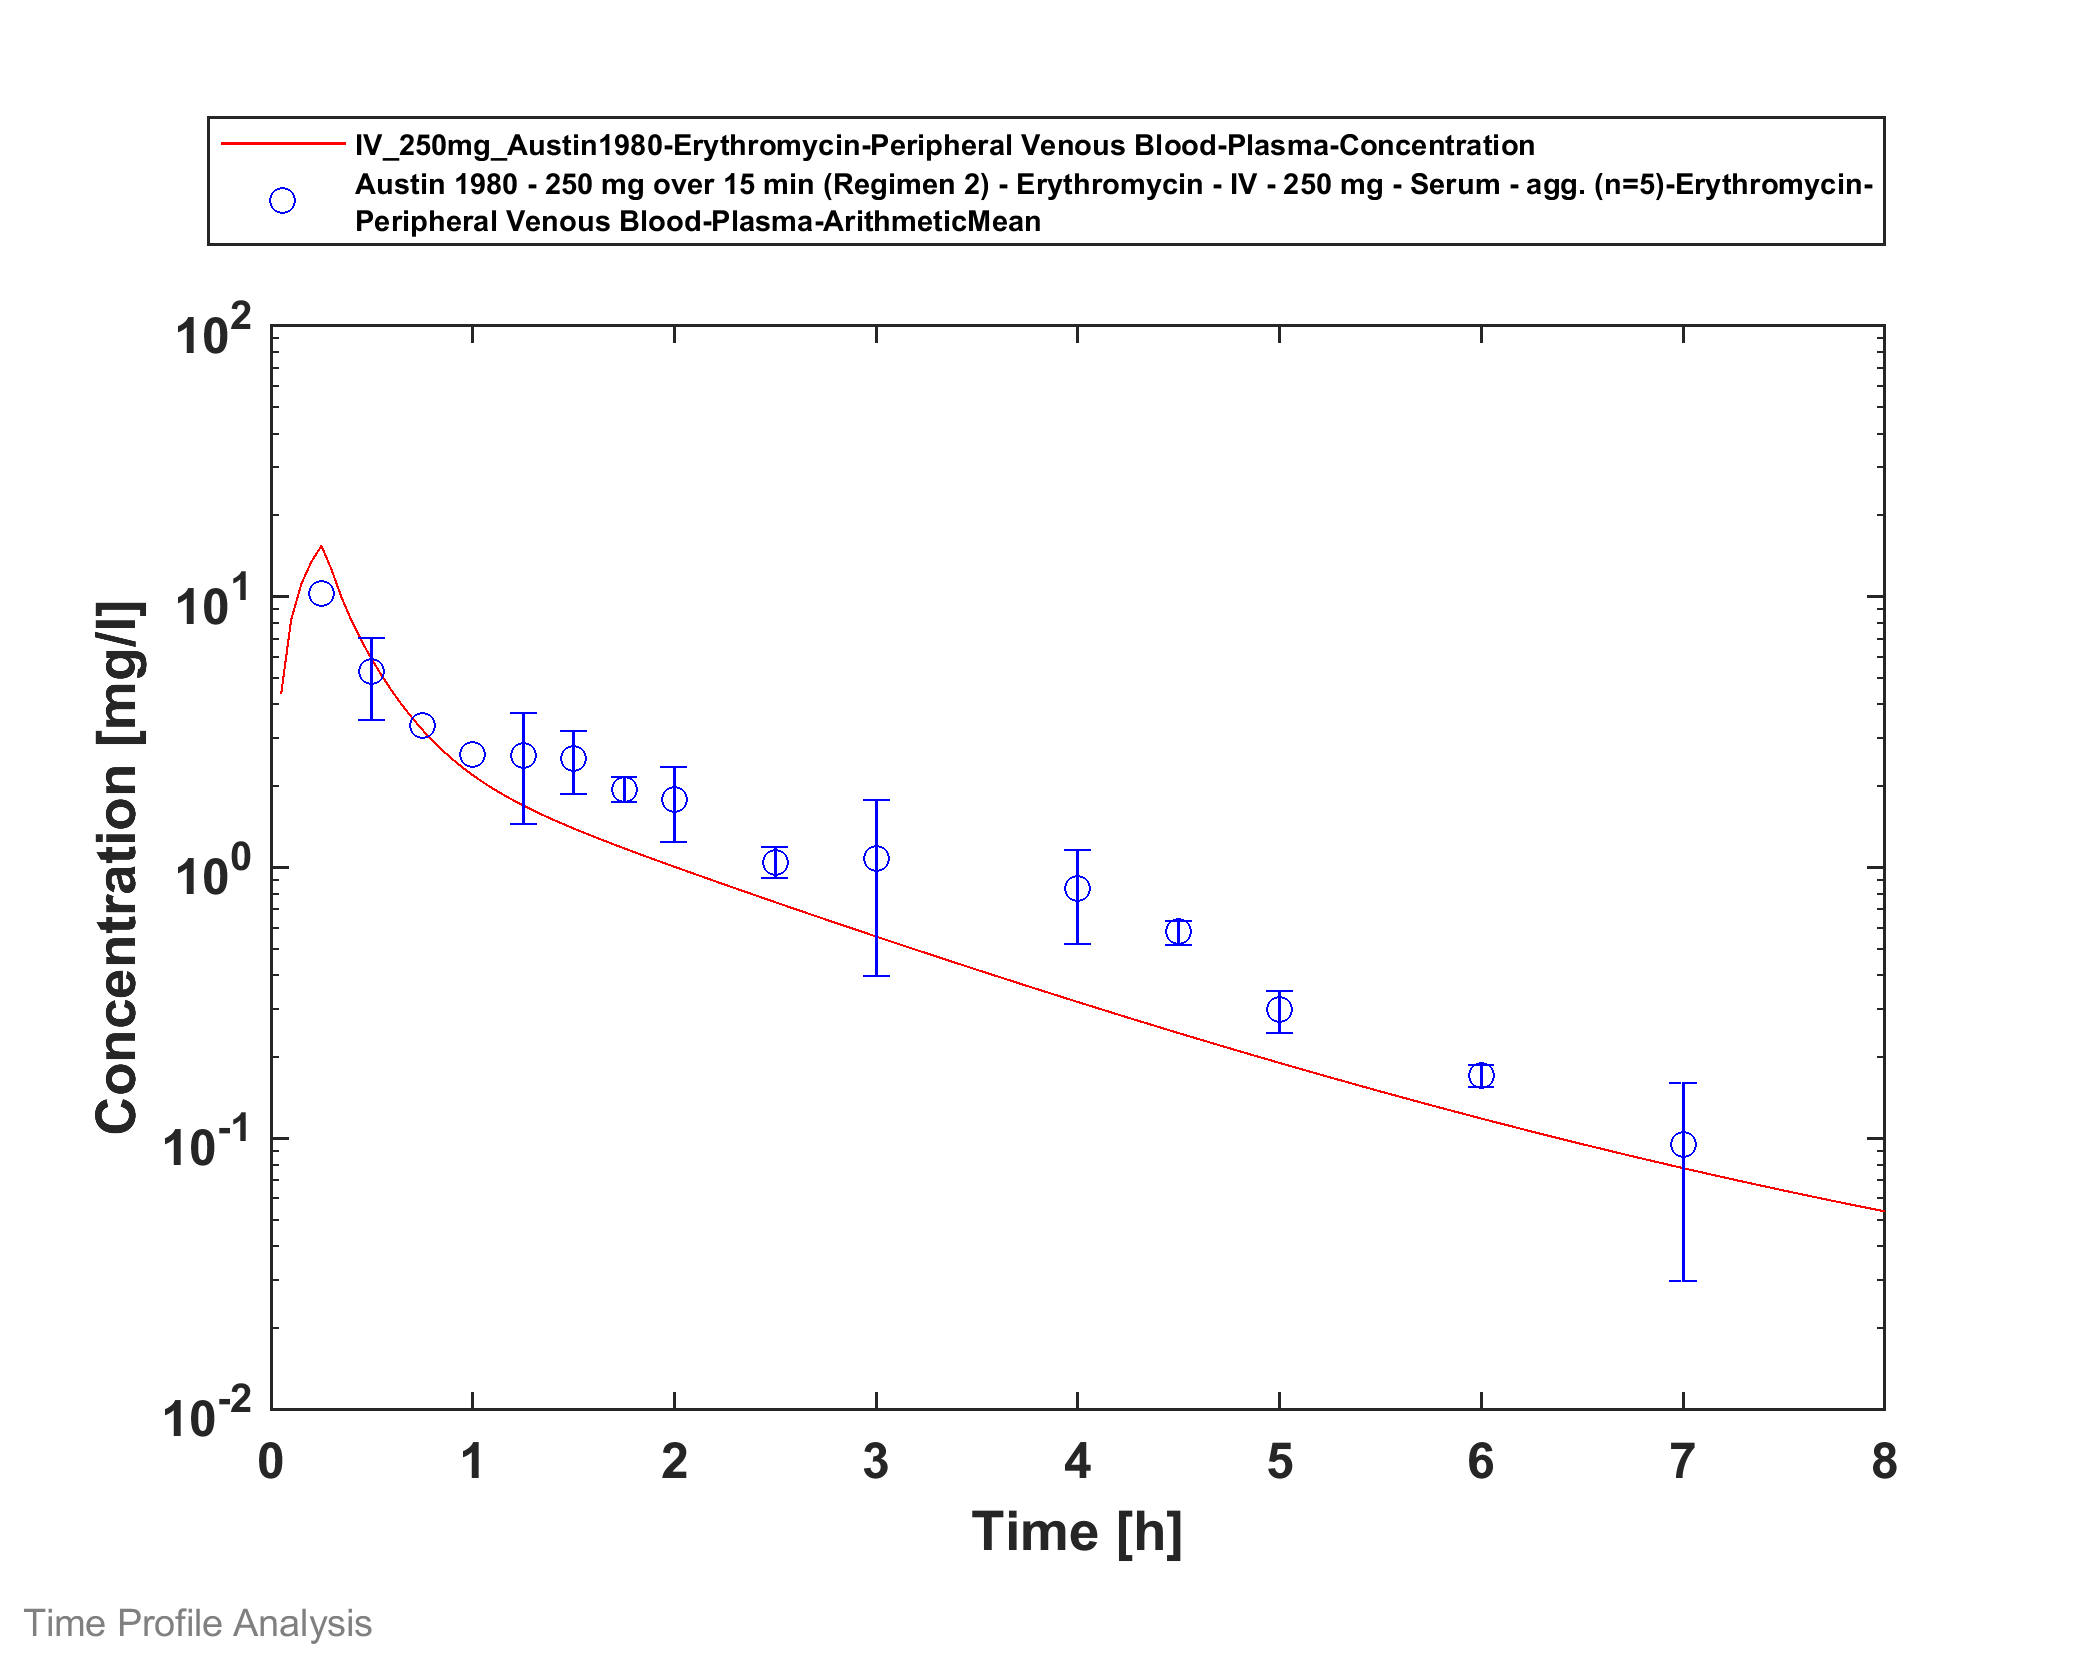 IV_250mg_Austin1980-Erythromycin-Peripheral Venous Blood-Plasma-Concentration
Austin 1980 - 250 mg over 15 min (Regimen 2) - Erythromycin - IV - 250 mg - Serum - agg. (n=5)-Erythromycin-
Peripheral Venous Blood-Plasma-ArithmeticMean
10^2
10^1
10^0
10^-1
10^-2
Concentration [mg/l]
0 1 2 3 4 5 6 7 8
Time [h]
Time Profile Analysis